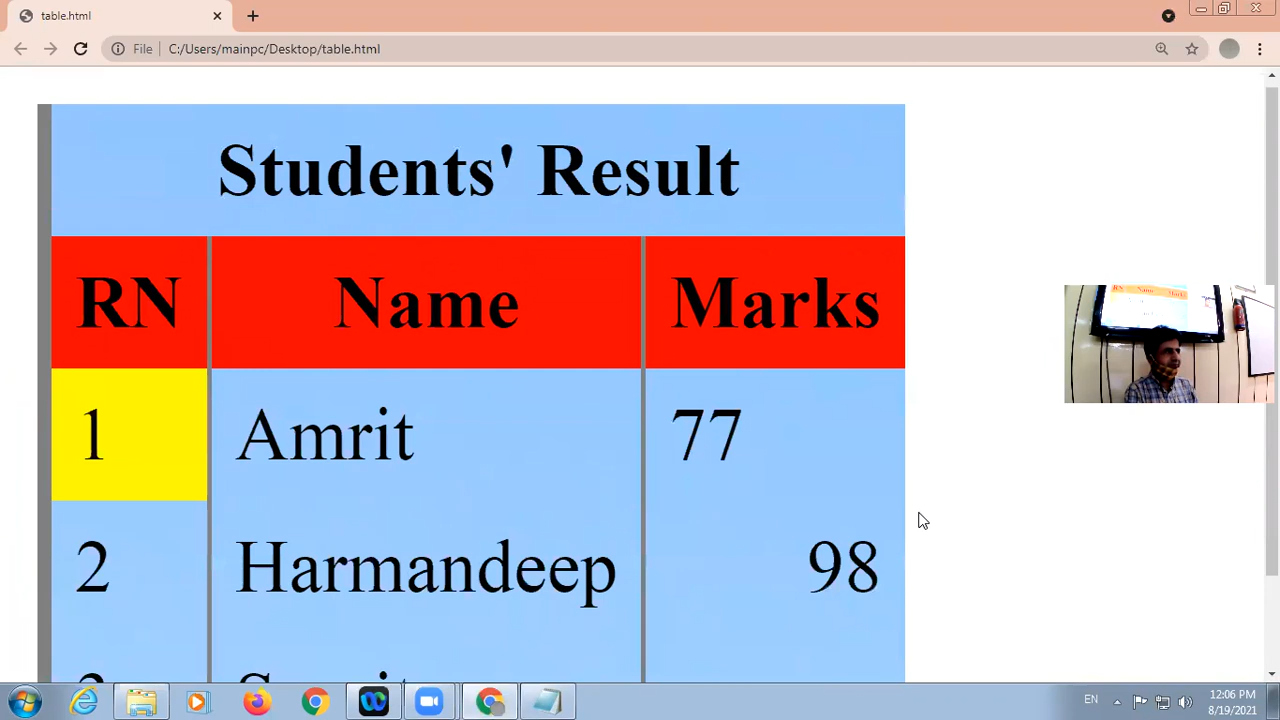 table.html
File
C:/Users/mainpc/Desktop/table.html
Students' Result
RN Name Marks
1 Amrit 77
2 Harmandeep 98
EN
12:06 PM
8/19/2021